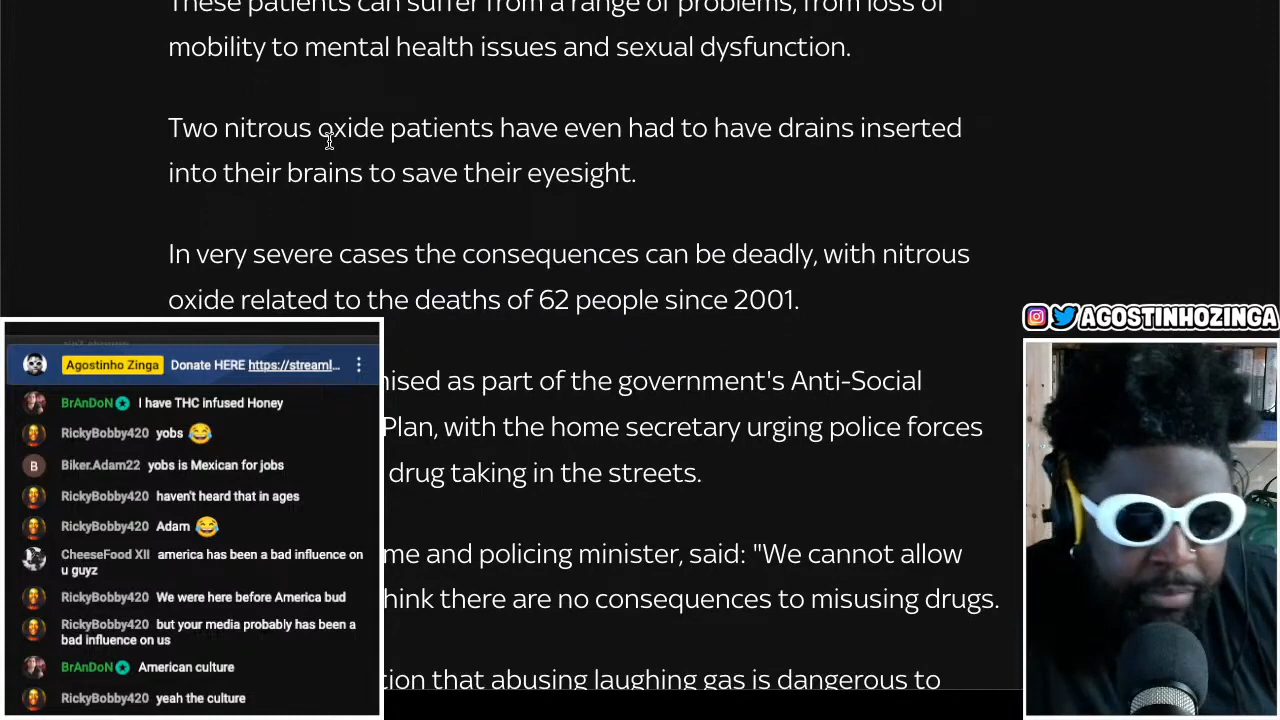 These patients can suffer from a range of problems, from loss of
mobility to mental health issues and sexual dysfunction.
Two nitrous oxide patients have even had to have drains inserted
into their brains to save their eyesight.
In very severe cases the consequences can be deadly, with nitrous
oxide related to the deaths of 62 people since 2001.
nised as part of the government's Anti-Social
Plan, with the home secretary urging police forces
drug taking in the streets.
me and policing minister, said: "We cannot allow
hink there are no consequences to misusing drugs.
tion that abusing laughing gas is dangerous to
Agostinho Zinga Donate HERE https://streaml...
BrAnDoN I have THC infused Honey
RickyBobby420 yobs 😂
B Biker.Adam22 yobs is Mexican for jobs
RickyBobby420 haven't heard that in ages
RickyBobby420 Adam 😂
CheeseFood XII america has been a bad influence on
u guyz
RickyBobby420 We were here before America bud
RickyBobby420 but your media probably has been a
bad influence on us
BrAnDoN American culture
RickyBobby420 yeah the culture
AGOSTINHOZINGA